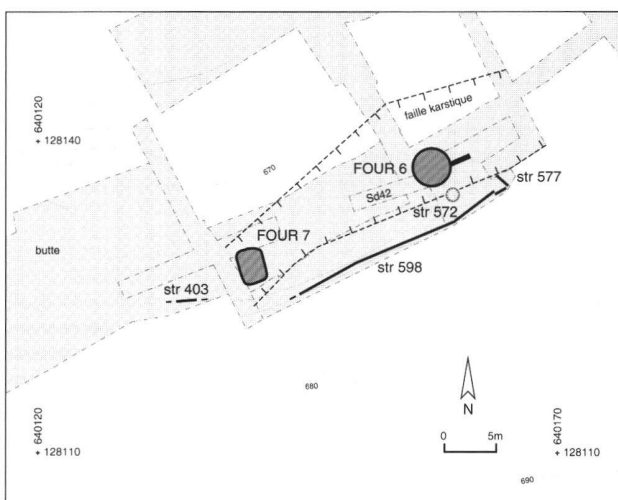 640120
+ 128140
faille karstique
670
FOUR 6
str 577
Sd42
str 572
FOUR 7
butte
str 598
str 403
680
N
640120
+ 128110
0 5m
640170
+ 128110
690